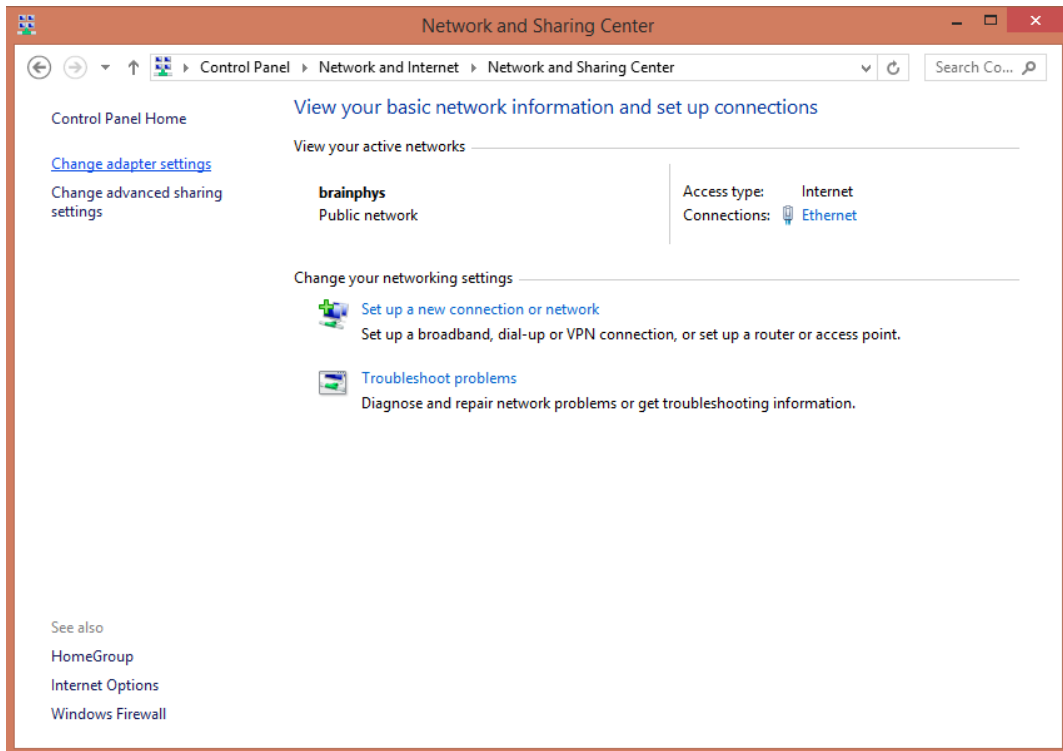 Network and Sharing Center
Control Panel Network and Internet Network and Sharing Center
Search Co...
Control Panel Home
Change adapter settings
Change advanced sharing
settings
View your basic network information and set up connections
View your active networks
brainphys
Public network
Access type: Internet
Connections: Ethernet
Change your networking settings
Set up a new connection or network
Set up a broadband, dial-up or VPN connection, or set up a router or access point.
Troubleshoot problems
Diagnose and repair network problems or get troubleshooting information.
See also
HomeGroup
Internet Options
Windows Firewall